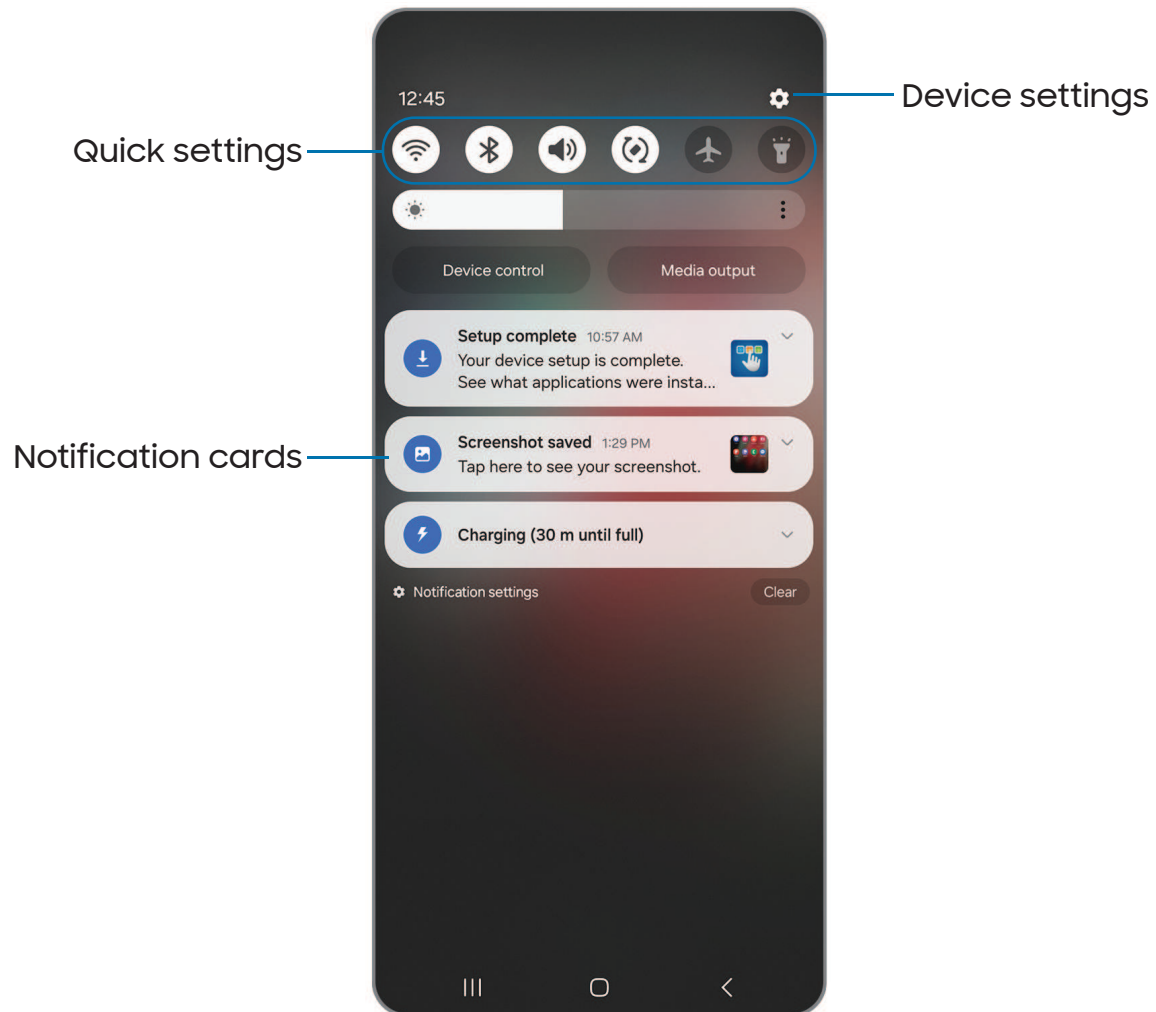 12:45
Device settings
Quick settings
Device control
Media output
Setup complete 10:57 AM
Your device setup is complete.
See what applications were insta...
Notification cards
Screenshot saved 1:29 PM
Tap here to see your screenshot.
Charging (30 m until full)
Notification settings
Clear